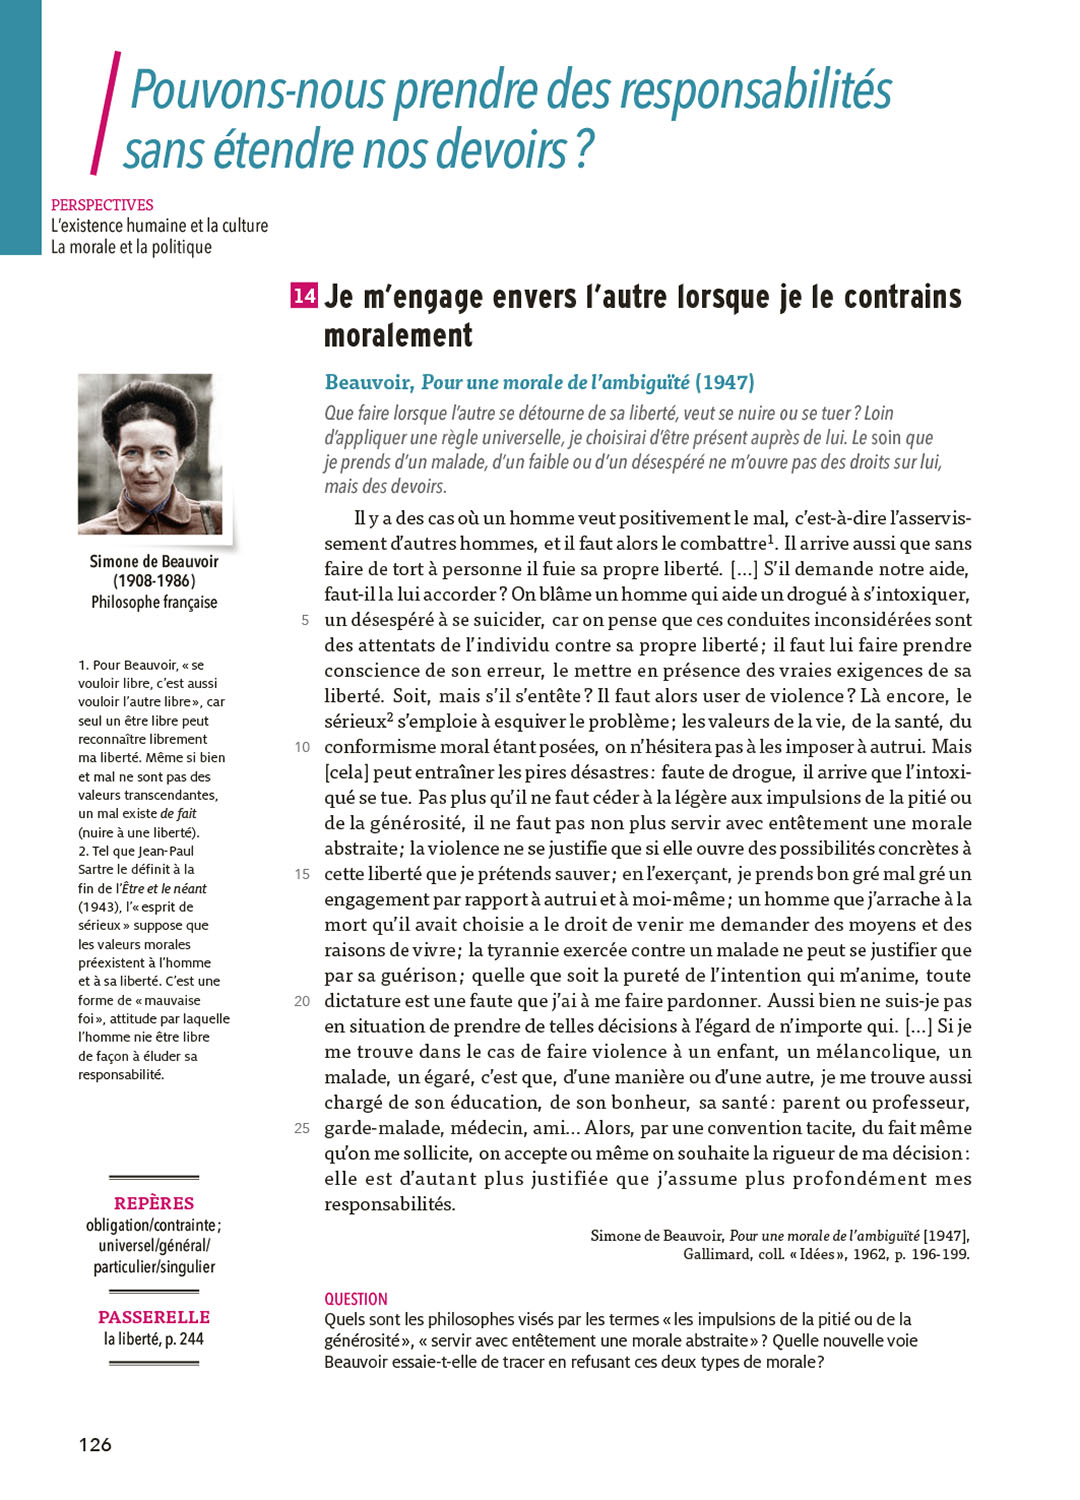 Pouvons-nous prendre des responsabilités
sans étendre nos devoirs ?
PERSPECTIVES
L’existence humaine et la culture
La morale et la politique
14 Je m’engage envers l’autre lorsque je le contrains
moralement
Beauvoir, Pour une morale de l’ambiguïté (1947)
Que faire lorsque l’autre se détourne de sa liberté, veut se nuire ou se tuer ? Loin
d’appliquer une règle universelle, je choisirai d’être présent auprès de lui. Le soin que
je prends d’un malade, d’un faible ou d’un désespéré ne m’ouvre pas des droits sur lui,
mais des devoirs.
Il y a des cas où un homme veut positivement le mal, c’est-à-dire l’asservis-
sement d’autres hommes, et il faut alors le combattre1. Il arrive aussi que sans
faire de tort à personne il fuie sa propre liberté. […] S’il demande notre aide,
faut-il la lui accorder ? On blâme un homme qui aide un drogué à s’intoxiquer,
5 un désespéré à se suicider, car on pense que ces conduites inconsidérées sont
des attentats de l’individu contre sa propre liberté ; il faut lui faire prendre
conscience de son erreur, le mettre en présence des vraies exigences de sa
liberté. Soit, mais s’il s’entête ? Il faut alors user de violence ? Là encore, le
sérieux2 s’emploie à esquiver le problème ; les valeurs de la vie, de la santé, du
10 conformisme moral étant posées, on n’hésitera pas à les imposer à autrui. Mais
[cela] peut entraîner les pires désastres : faute de drogue, il arrive que l’intoxi-
qué se tue. Pas plus qu’il ne faut céder à la légère aux impulsions de la pitié ou
de la générosité, il ne faut pas non plus servir avec entêtement une morale
abstraite ; la violence ne se justifie que si elle ouvre des possibilités concrètes à
15 cette liberté que je prétends sauver ; en l’exerçant, je prends bon gré mal gré un
engagement par rapport à autrui et à moi-même ; un homme que j’arrache à la
mort qu’il avait choisie a le droit de venir me demander des moyens et des
raisons de vivre ; la tyrannie exercée contre un malade ne peut se justifier que
par sa guérison ; quelle que soit la pureté de l’intention qui m’anime, toute
20 dictature est une faute que j’ai à me faire pardonner. Aussi bien ne suis-je pas
en situation de prendre de telles décisions à l’égard de n’importe qui. […] Si je
me trouve dans le cas de faire violence à un enfant, un mélancolique, un
malade, un égaré, c’est que, d’une manière ou d’une autre, je me trouve aussi
chargé de son éducation, de son bonheur, sa santé : parent ou professeur,
25 garde-malade, médecin, ami… Alors, par une convention tacite, du fait même
qu’on me sollicite, on accepte ou même on souhaite la rigueur de ma décision :
elle est d’autant plus justifiée que j’assume plus profondément mes
responsabilités.
Simone de Beauvoir, Pour une morale de l’ambiguïté [1947],
Gallimard, coll. « Idées », 1962, p. 196-199.
QUESTION
Quels sont les philosophes visés par les termes « les impulsions de la pitié ou de la
générosité », « servir avec entêtement une morale abstraite » ? Quelle nouvelle voie
Beauvoir essaie-t-elle de tracer en refusant ces deux types de morale ?
Simone de Beauvoir
(1908-1986)
Philosophe française
1. Pour Beauvoir, « se
vouloir libre, c’est aussi
vouloir l’autre libre », car
seul un être libre peut
reconnaître librement
ma liberté. Même si bien
et mal ne sont pas des
valeurs transcendantes,
un mal existe de fait
(nuire à une liberté).
2. Tel que Jean-Paul
Sartre le définit à la
fin de l’Être et le néant
(1943), l’« esprit de
sérieux » suppose que
les valeurs morales
préexistent à l’homme
et à sa liberté. C’est une
forme de « mauvaise
foi », attitude par laquelle
l’homme nie être libre
de façon à éluder sa
responsabilité.
REPÈRES
obligation/contrainte ;
universel/général/
particulier/singulier
PASSERELLE
la liberté, p. 244
126